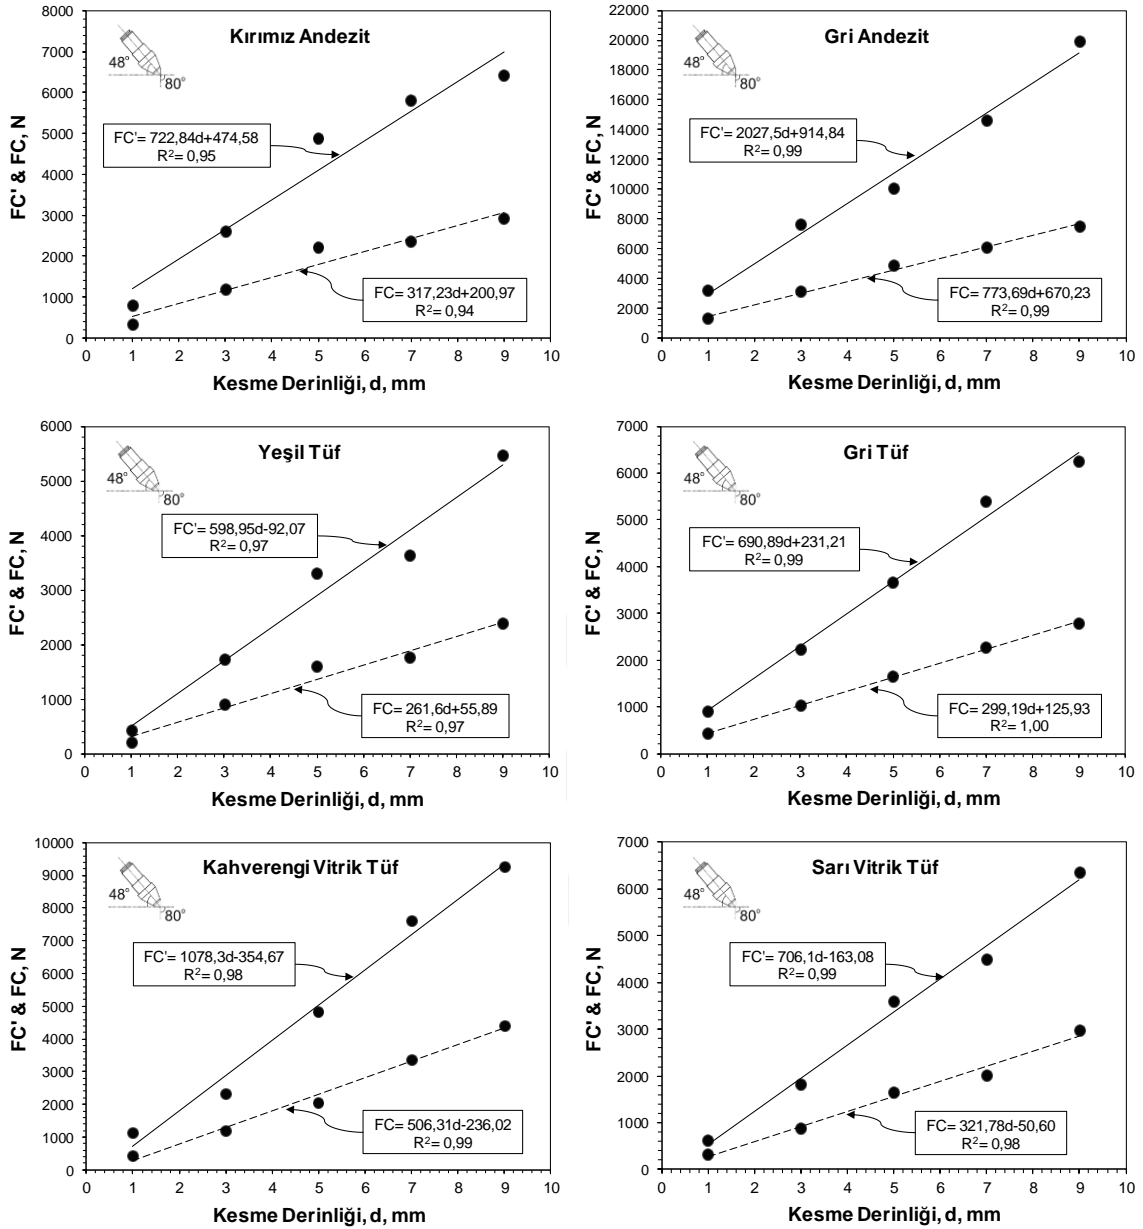 Kırımız Andezit
48°
80°
FC'= 722,84d+474,58
R²= 0,95
FC= 317,23d+200,97
R²= 0,94
FC' & FC, N
8000
7000
6000
5000
4000
3000
2000
1000
0
0 1 2 3 4 5 6 7 8 9 10
Kesme Derinliği, d, mm
Gri Andezit
48°
80°
FC'= 2027,5d+914,84
R²= 0,99
FC= 773,69d+670,23
R²= 0,99
FC' & FC, N
22000
20000
18000
16000
14000
12000
10000
8000
6000
4000
2000
0
0 1 2 3 4 5 6 7 8 9 10
Kesme Derinliği, d, mm
Yeşil Tüf
48°
80°
FC'= 598,95d-92,07
R²= 0,97
FC= 261,6d+55,89
R²= 0,97
FC' & FC, N
6000
5000
4000
3000
2000
1000
0
0 1 2 3 4 5 6 7 8 9 10
Kesme Derinliği, d, mm
Gri Tüf
48°
80°
FC'= 690,89d+231,21
R²= 0,99
FC= 299,19d+125,93
R²= 1,00
FC' & FC, N
7000
6000
5000
4000
3000
2000
1000
0
0 1 2 3 4 5 6 7 8 9 10
Kesme Derinliği, d, mm
Kahverengi Vitrik Tüf
48°
80°
FC'= 1078,3d-354,67
R²= 0,98
FC= 506,31d-236,02
R²= 0,99
FC' & FC, N
10000
9000
8000
7000
6000
5000
4000
3000
2000
1000
0
0 1 2 3 4 5 6 7 8 9 10
Kesme Derinliği, d, mm
Sarı Vitrik Tüf
48°
80°
FC'= 706,1d-163,08
R²= 0,99
FC= 321,78d-50,60
R²= 0,98
FC' & FC, N
7000
6000
5000
4000
3000
2000
1000
0
0 1 2 3 4 5 6 7 8 9 10
Kesme Derinliği, d, mm